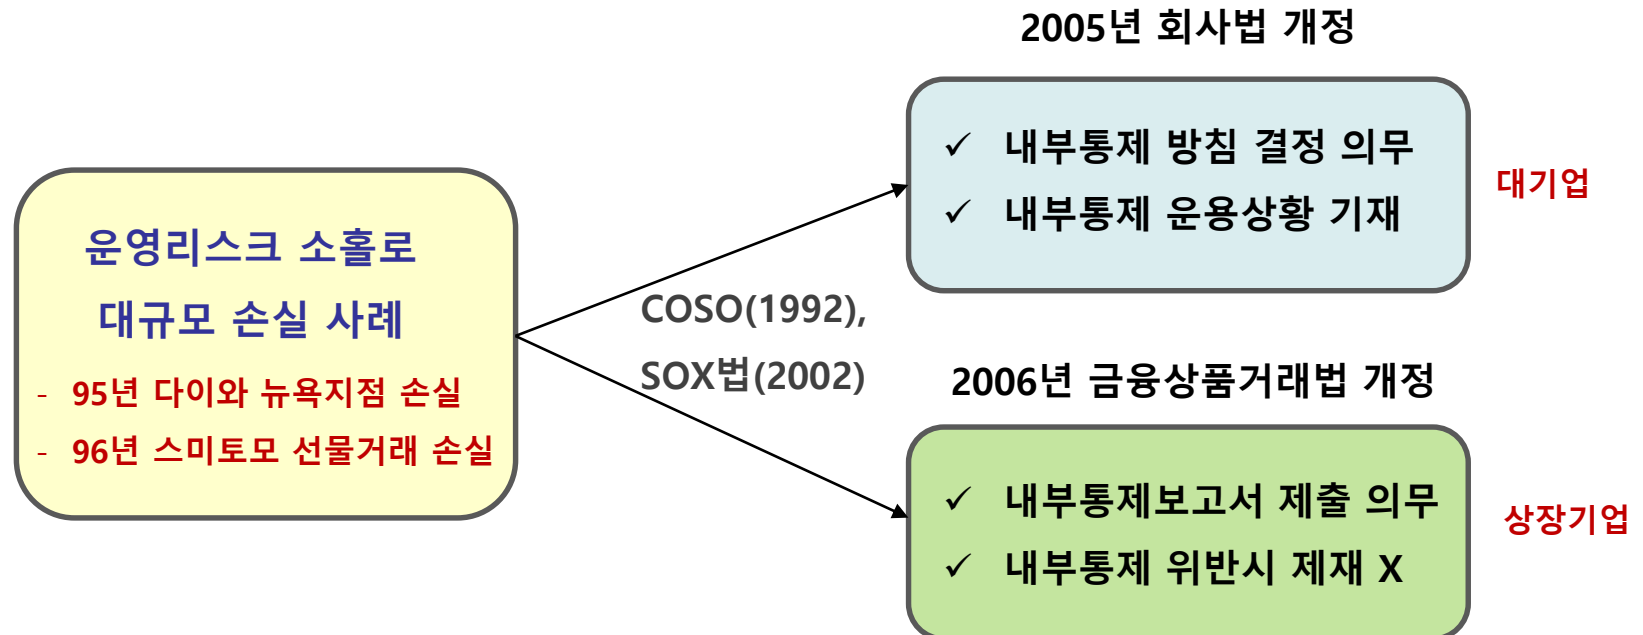 운영리스크 소홀로
대규모 손실 사례
- 95년 다이와 뉴욕지점 손실
- 96년 스미토모 선물거래 손실
COSO(1992),
SOX법(2002)
2005년 회사법 개정
✓ 내부통제 방침 결정 의무
✓ 내부통제 운용상황 기재
대기업
2006년 금융상품거래법 개정
✓ 내부통제보고서 제출 의무
✓ 내부통제 위반시 제재 X
상장기업